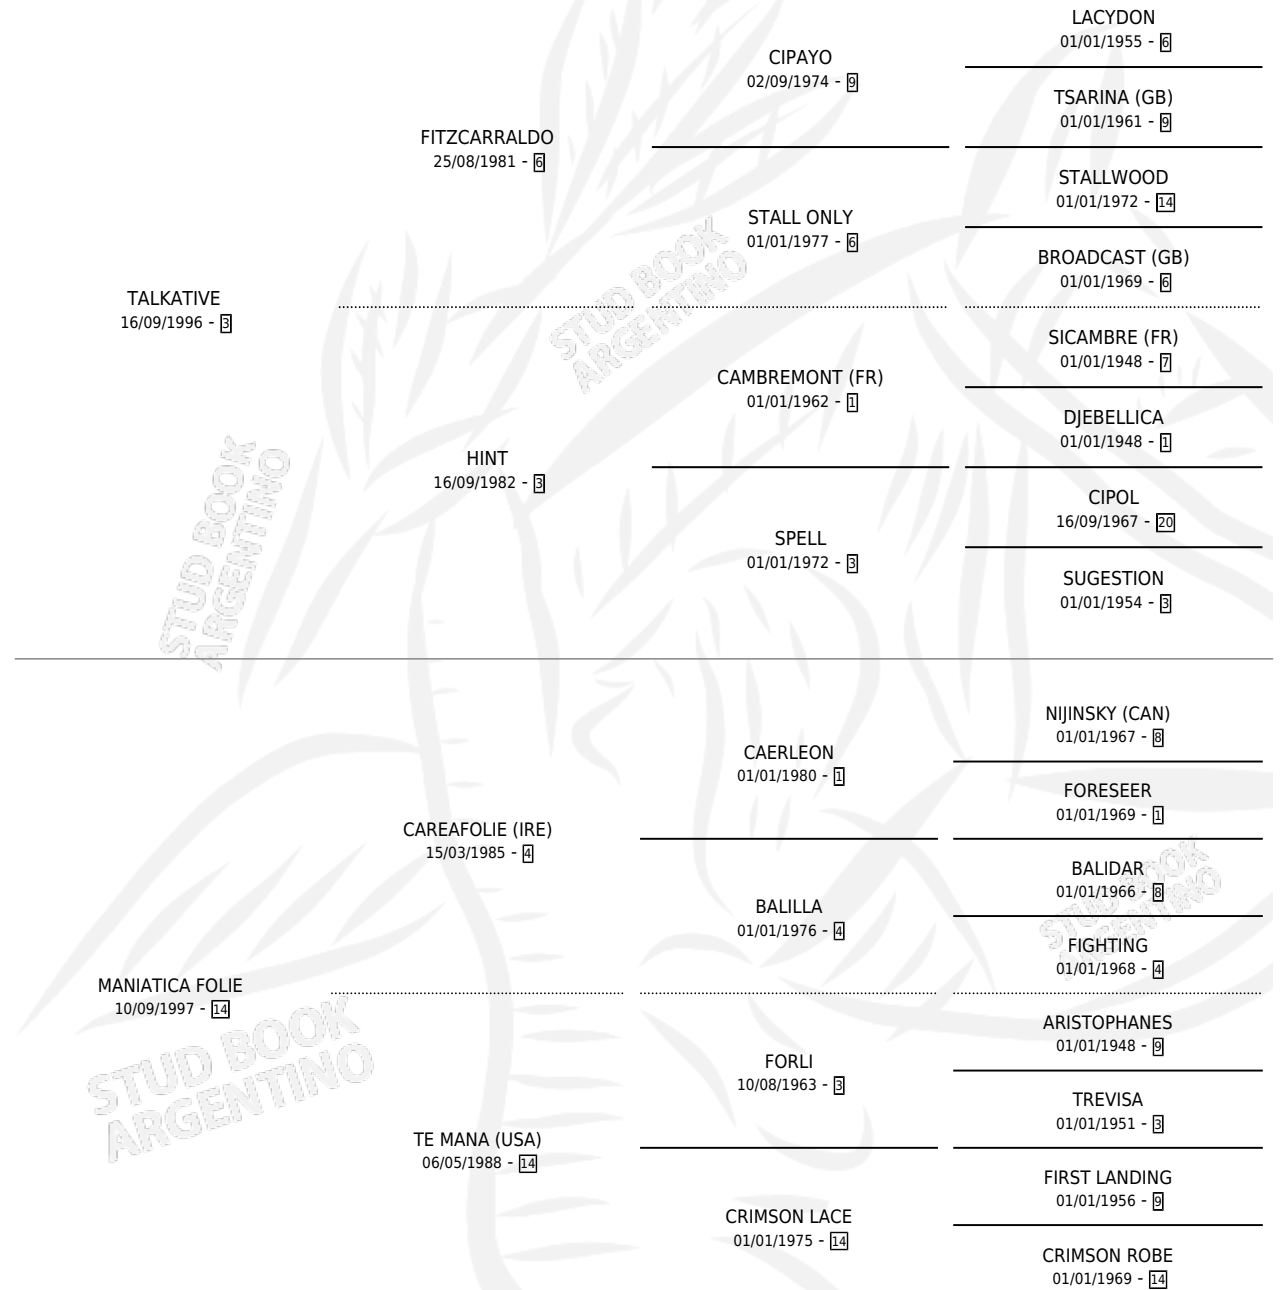 LACYDON
01/01/1955 - 6
CIPAYO
02/09/1974 - 9
TSARINA (GB)
01/01/1961 - 9
FITZCARRALDO
25/08/1981 - 6
STALLWOOD
01/01/1972 - 14
STALL ONLY
01/01/1977 - 6
BROADCAST (GB)
01/01/1969 - 6
TALKATIVE
16/09/1996 - 3
SICAMBRE (FR)
01/01/1948 - 7
CAMBREMONT (FR)
01/01/1962 - 1
DJEBELLICA
01/01/1948 - 1
HINT
16/09/1982 - 3
CIPOL
16/09/1967 - 20
SPELL
01/01/1972 - 3
SUGESTION
01/01/1954 - 3
STUD BOOK
ARGENTINO
STUD BOOK
ARGENTINO
NIJINSKY (CAN)
01/01/1967 - 8
CAERLEON
01/01/1980 - 1
FORESEER
01/01/1969 - 1
CAREAFOLIE (IRE)
15/03/1985 - 4
BALIDAR
01/01/1966 - 8
BALILLA
01/01/1976 - 4
FIGHTING
01/01/1968 - 4
MANIATICA FOLIE
10/09/1997 - 14
ARISTOPHANES
01/01/1948 - 9
FORLI
10/08/1963 - 3
TREVISA
01/01/1951 - 3
TE MANA (USA)
06/05/1988 - 14
FIRST LANDING
01/01/1956 - 9
CRIMSON LACE
01/01/1975 - 14
CRIMSON ROBE
01/01/1969 - 14
STUD BOOK
ARGENTINO
STUD BOOK
ARGENTINO